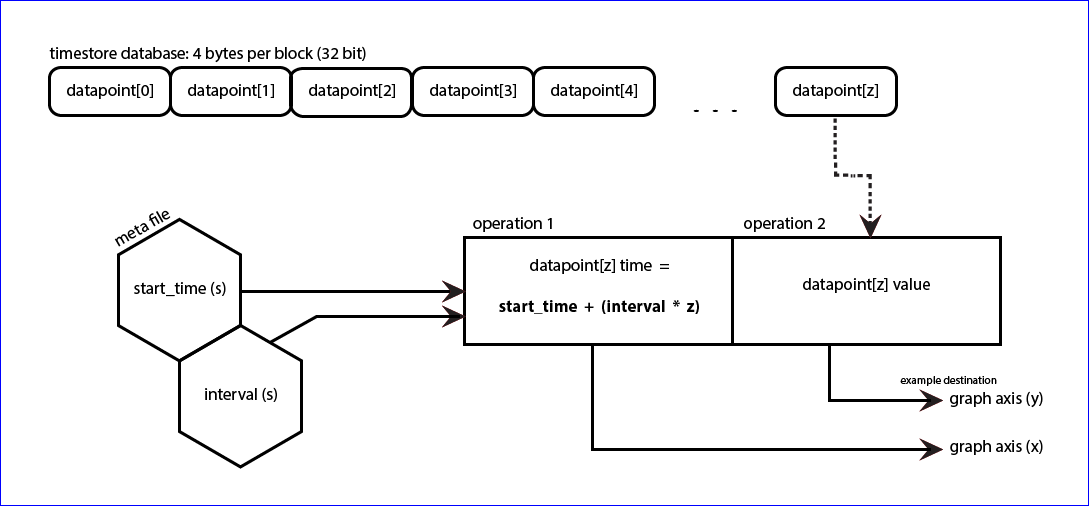 timestore database: 4 bytes per block (32 bit)
datapoint[0] datapoint[1] datapoint[2] datapoint[3] datapoint[4] - - - datapoint[z]
meta file
start_time (s)
interval (s)
operation 1
datapoint[z] time =
start_time + (interval * z)
operation 2
datapoint[z] value
example destination
graph axis (y)
graph axis (x)